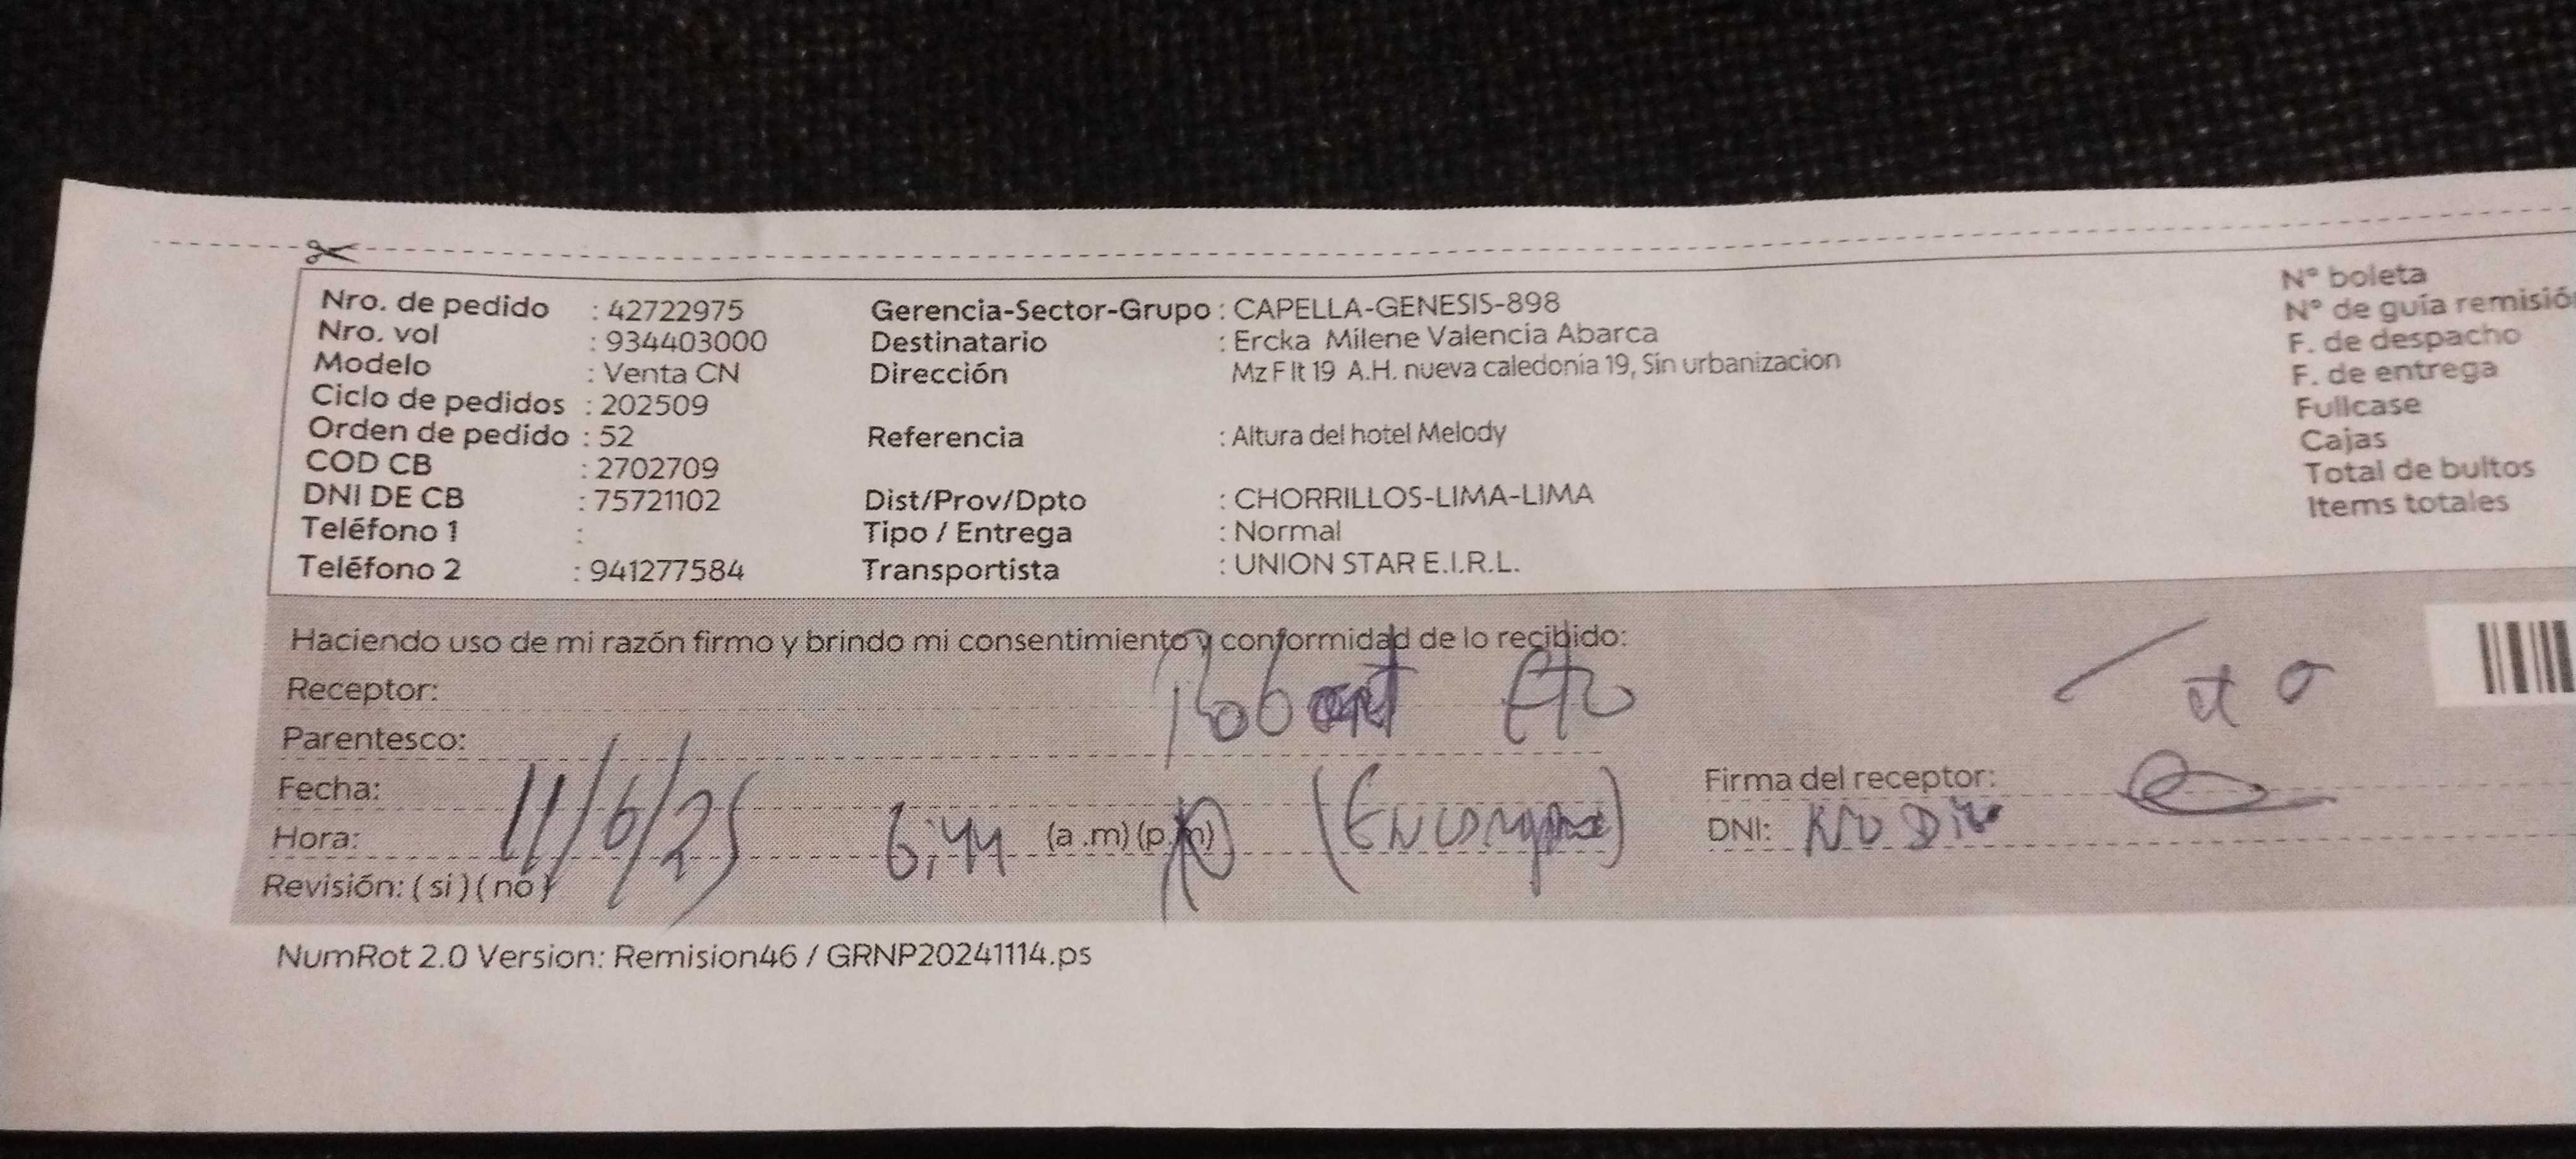 Nro. de pedido : 42722975
Nro. vol : 934403000
Modelo : Venta CN
Ciclo de pedidos : 202509
Orden de pedido : 52
COD CB : 2702709
DNI DE CB : 75721102
Teléfono 1 :
Teléfono 2 : 941277584
Gerencia-Sector-Grupo : CAPELLA-GENESIS-898
Destinatario : Ercka Milene Valencia Abarca
Dirección Mz F lt 19 A.H. nueva caledonia 19, Sin urbanizacion
Referencia : Altura del hotel Melody
Dist/Prov/Dpto : CHORRILLOS-LIMA-LIMA
Tipo / Entrega : Normal
Transportista : UNION STAR E.I.R.L.
N° boleta
N° de guía remisión
F. de despacho
F. de entrega
Fullcase
Cajas
Total de bultos
Items totales
Haciendo uso de mi razón firmo y brindo mi consentimiento y conformidad de lo recibido:
Receptor:
Parentesco:
Fecha: 11/6/25
Hora: 6:44 (a.m) (p.m)
Revisión: ( si ) ( no )
Firma del receptor:
DNI:
NumRot 2.0 Version: Remision46 / GRNP20241114.ps